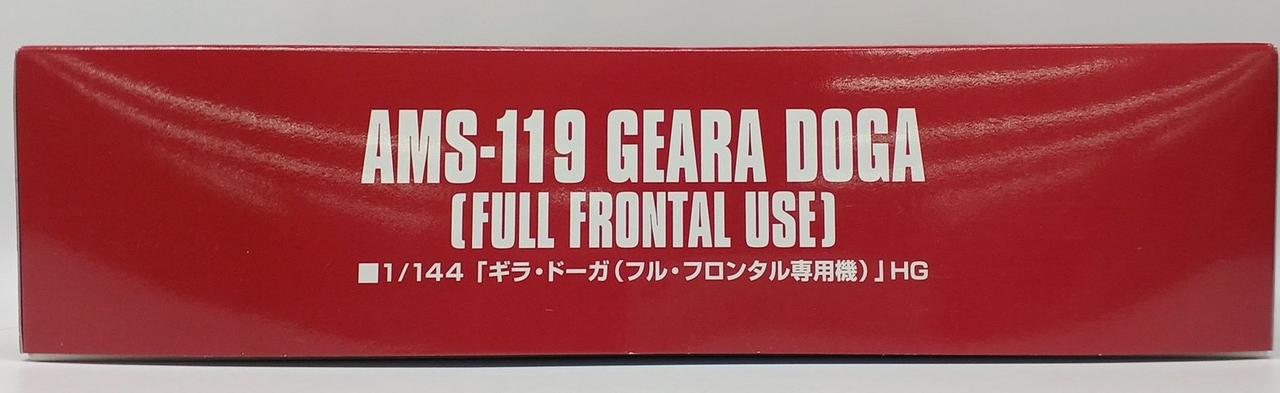 AMS-119 GEARA DOGA
(FULL FRONTAL USE)
■1/144「ギラ・ドーガ(フル・フロンタル専用機)」HG